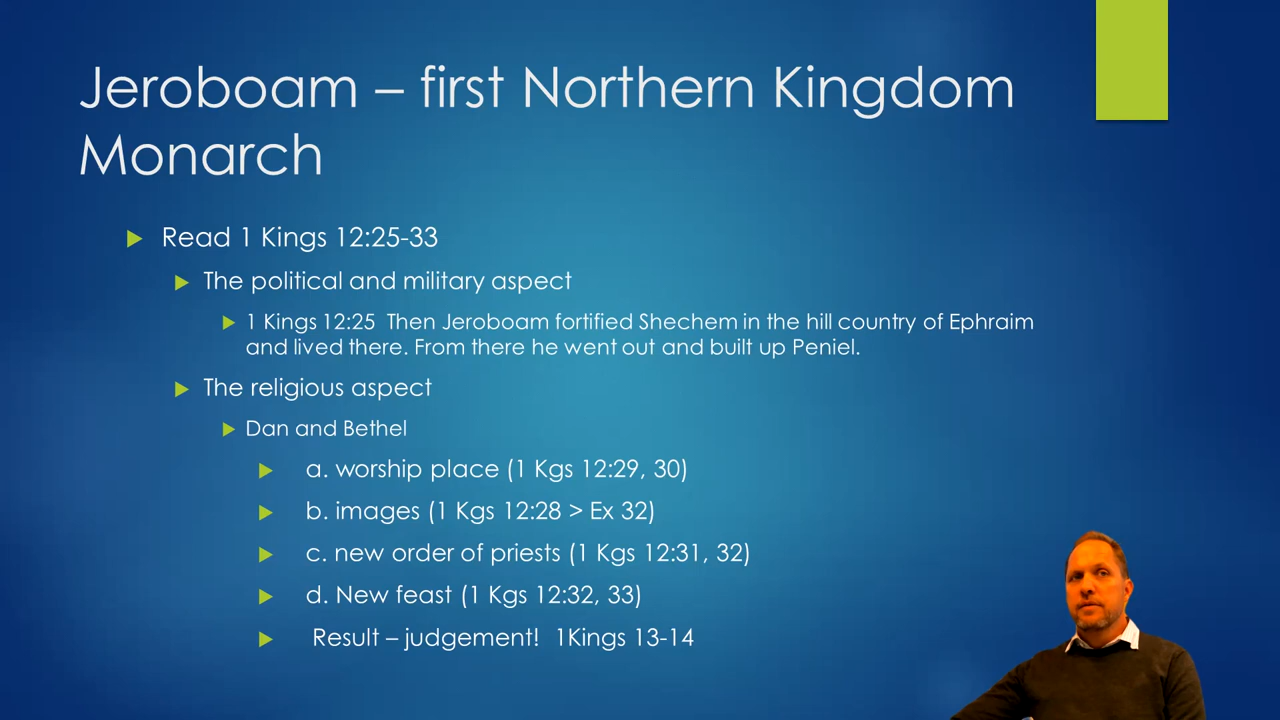 Jeroboam – first Northern Kingdom
Monarch
Read 1 Kings 12:25-33
The political and military aspect
1 Kings 12:25 Then Jeroboam fortified Shechem in the hill country of Ephraim
and lived there. From there he went out and built up Peniel.
The religious aspect
Dan and Bethel
a. worship place (1 Kgs 12:29, 30)
b. images (1 Kgs 12:28 > Ex 32)
c. new order of priests (1 Kgs 12:31, 32)
d. New feast (1 Kgs 12:32, 33)
Result – judgement! 1Kings 13-14